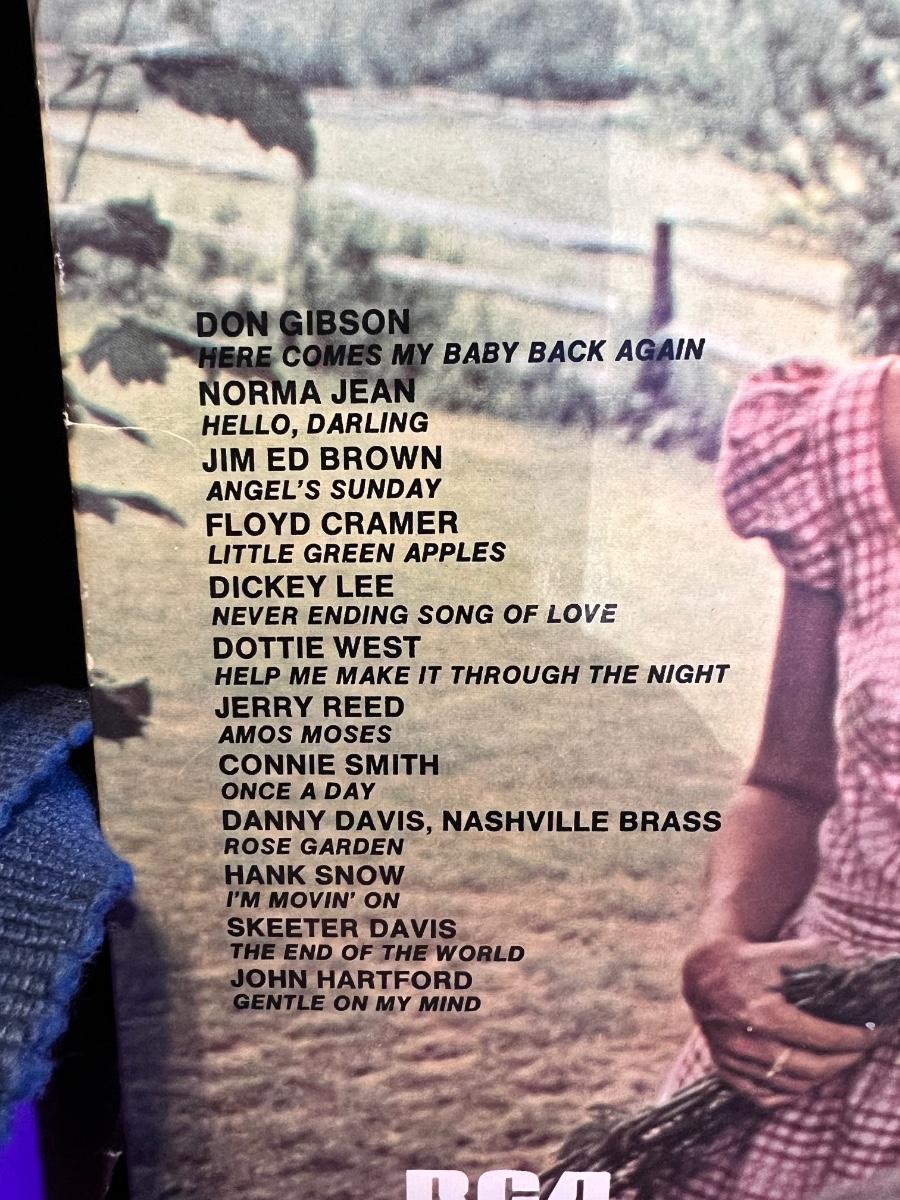 DON GIBSON
HERE COMES MY BABY BACK AGAIN
NORMA JEAN
HELLO, DARLING
JIM ED BROWN
ANGEL'S SUNDAY
FLOYD CRAMER
LITTLE GREEN APPLES
DICKEY LEE
NEVER ENDING SONG OF LOVE
DOTTIE WEST
HELP ME MAKE IT THROUGH THE NIGHT
JERRY REED
AMOS MOSES
CONNIE SMITH
ONCE A DAY
DANNY DAVIS, NASHVILLE BRASS
ROSE GARDEN
HANK SNOW
I'M MOVIN' ON
SKEETER DAVIS
THE END OF THE WORLD
JOHN HARTFORD
GENTLE ON MY MIND
RCA